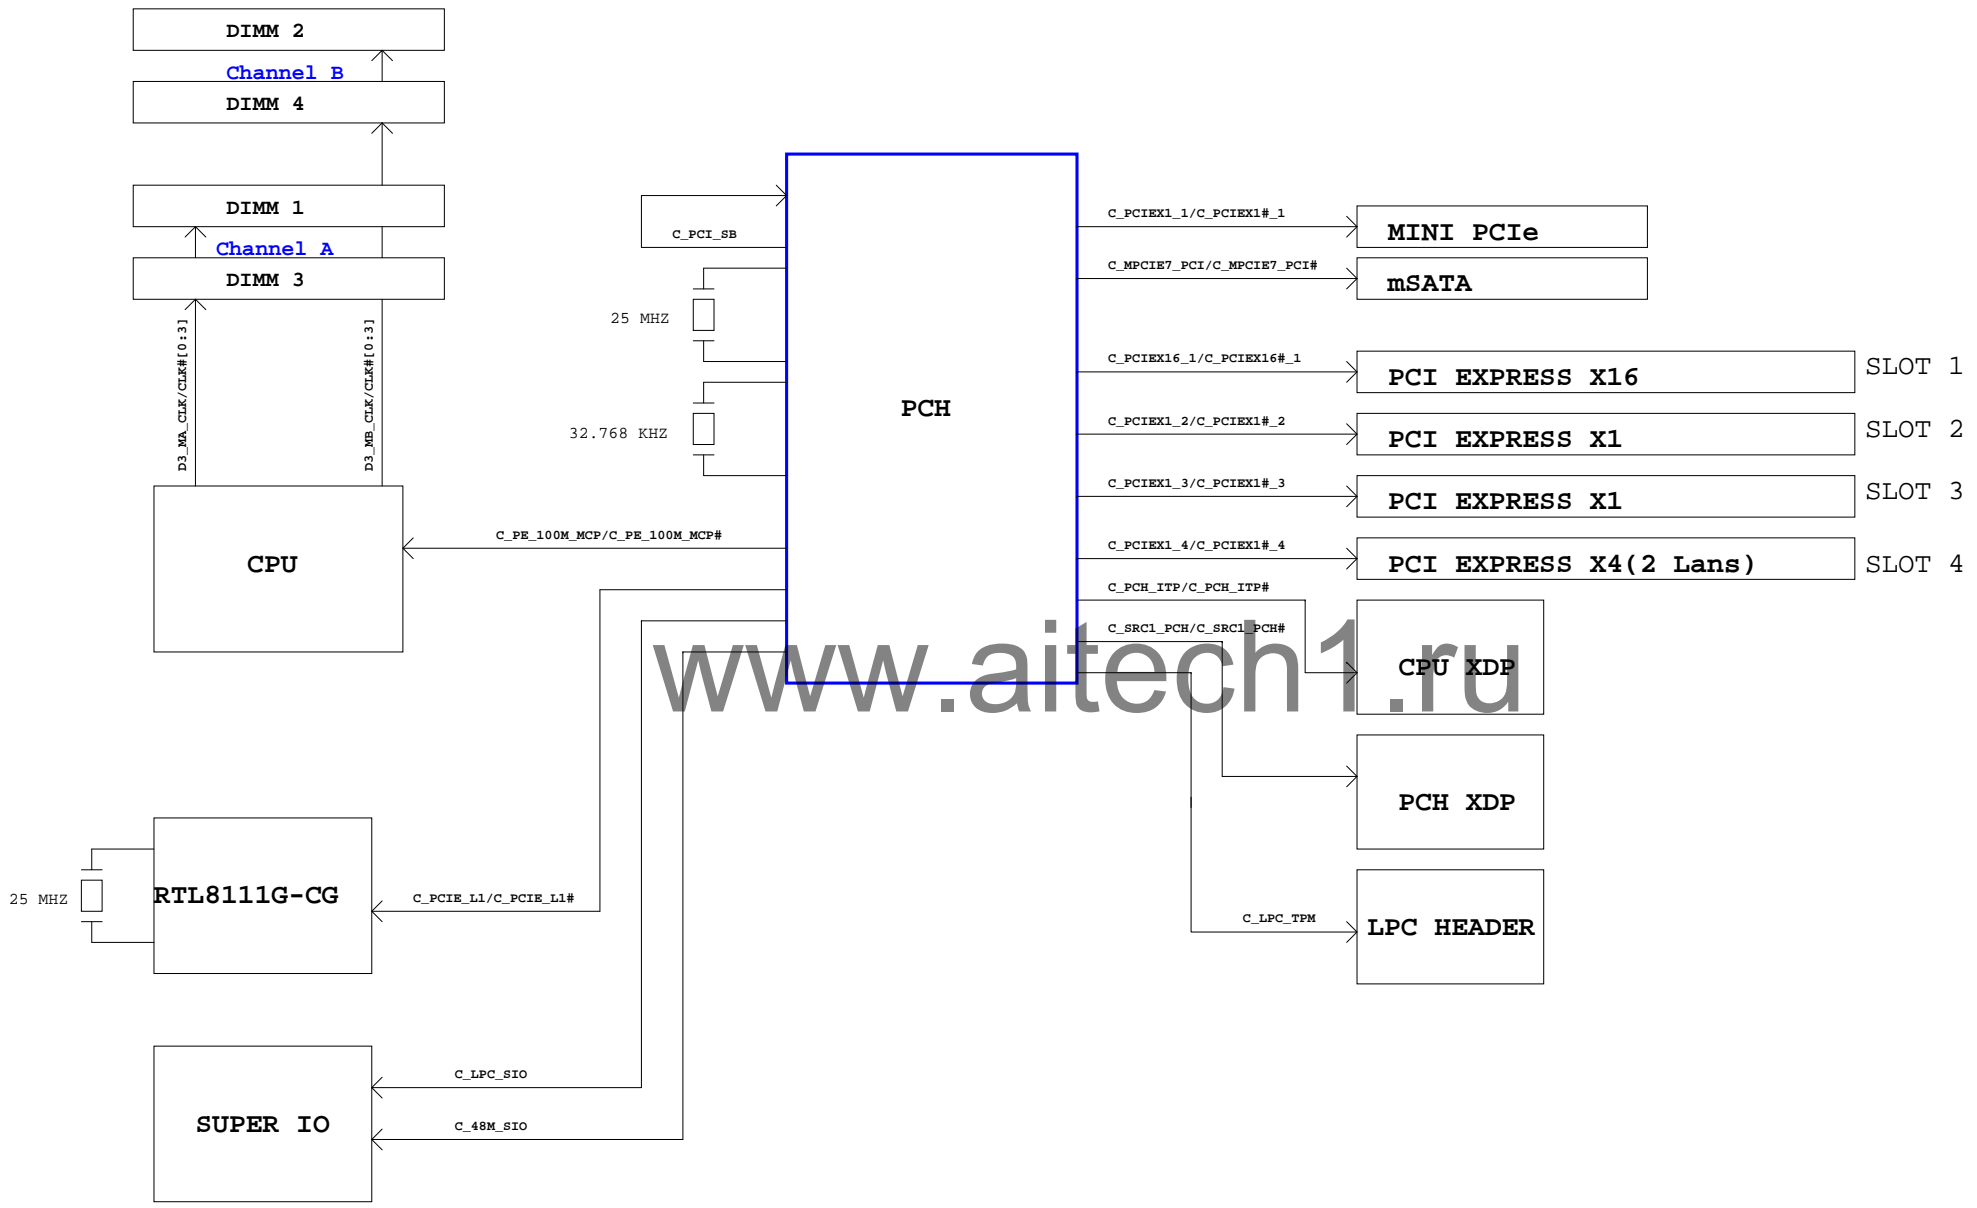 DIMM 2
Channel B
DIMM 4
DIMM 1
Channel A
DIMM 3
D3_MA_CLK/CLK#[0:3]
D3_MB_CLK/CLK#[0:3]
CPU
C_PCI_SB
25 MHZ
32.768 KHZ
C_PE_100M_MCP/C_PE_100M_MCP#
PCH
C_PCIEX1_1/C_PCIEX1#_1
MINI PCIe
C_MPCIE7_PCI/C_MPCIE7_PCI#
mSATA
C_PCIEX16_1/C_PCIEX16#_1
PCI EXPRESS X16
SLOT 1
C_PCIEX1_2/C_PCIEX1#_2
PCI EXPRESS X1
SLOT 2
C_PCIEX1_3/C_PCIEX1#_3
PCI EXPRESS X1
SLOT 3
C_PCIEX1_4/C_PCIEX1#_4
PCI EXPRESS X4(2 Lans)
SLOT 4
C_PCH_ITP/C_PCH_ITP#
CPU XDP
C_SRC1_PCH/C_SRC1_PCH#
www.aitech1.ru
PCH XDP
25 MHZ
RTL8111G-CG
C_PCIE_L1/C_PCIE_L1#
C_LPC_TPM
LPC HEADER
SUPER IO
C_LPC_SIO
C_48M_SIO